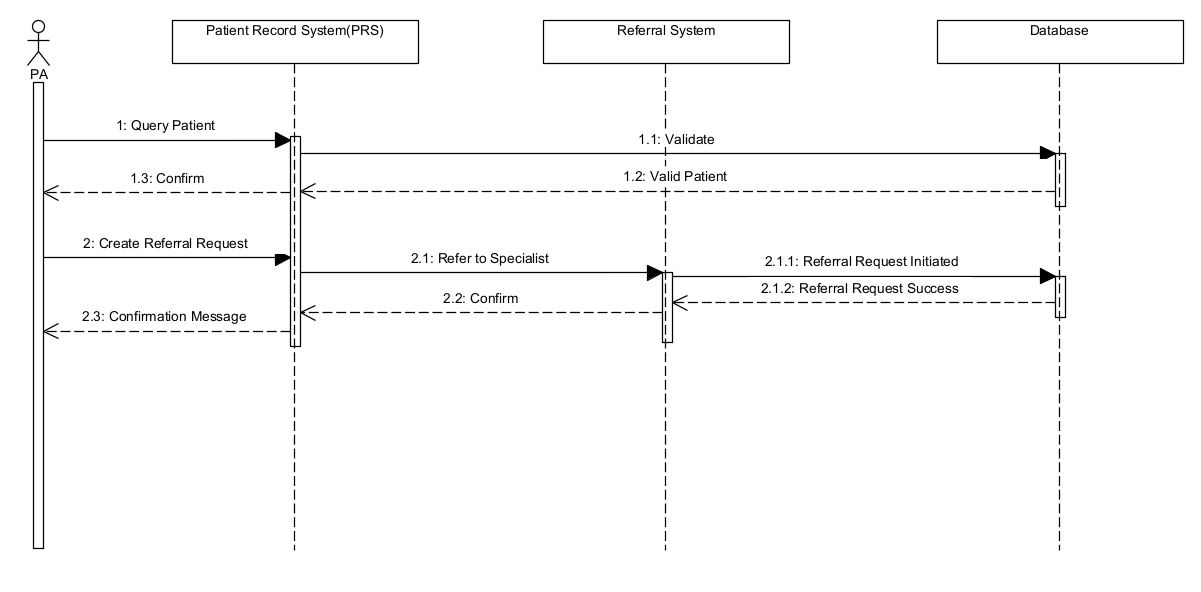 Patient Record System(PRS)
Referral System
Database
PA
1: Query Patient
1.1: Validate
1.2: Valid Patient
1.3: Confirm
2: Create Referral Request
2.1: Refer to Specialist
2.1.1: Referral Request Initiated
2.1.2: Referral Request Success
2.2: Confirm
2.3: Confirmation Message